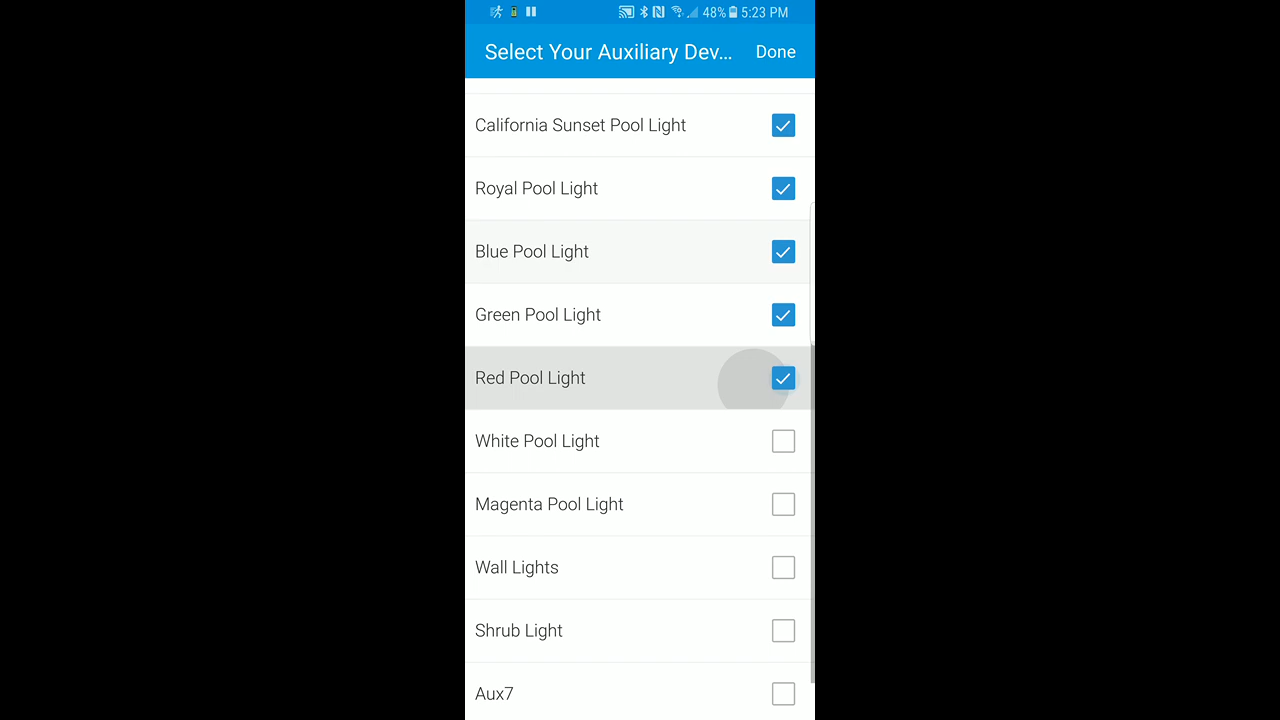 48% 5:23 PM
Select Your Auxiliary Dev... Done
California Sunset Pool Light
Royal Pool Light
Blue Pool Light
Green Pool Light
Red Pool Light
White Pool Light
Magenta Pool Light
Wall Lights
Shrub Light
Aux7